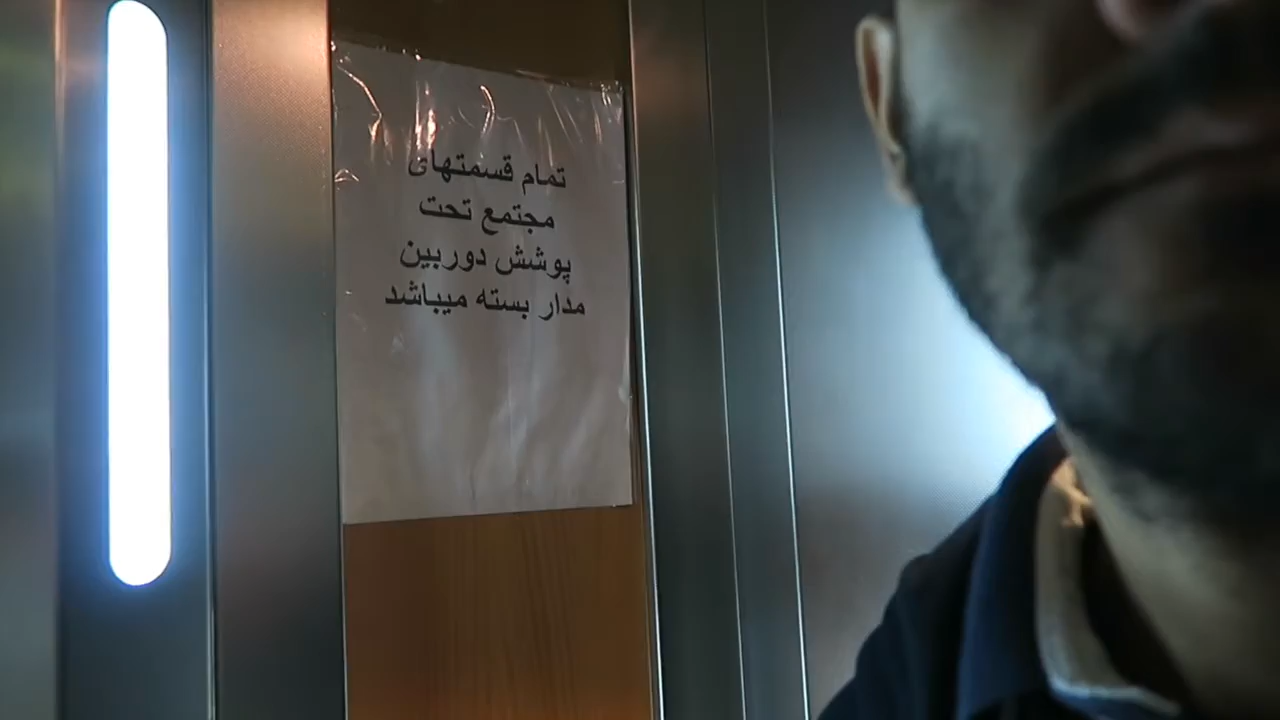 تمام قسمتهای
مجتمع تحت
پوشش دوربین
مدار بسته میباشد